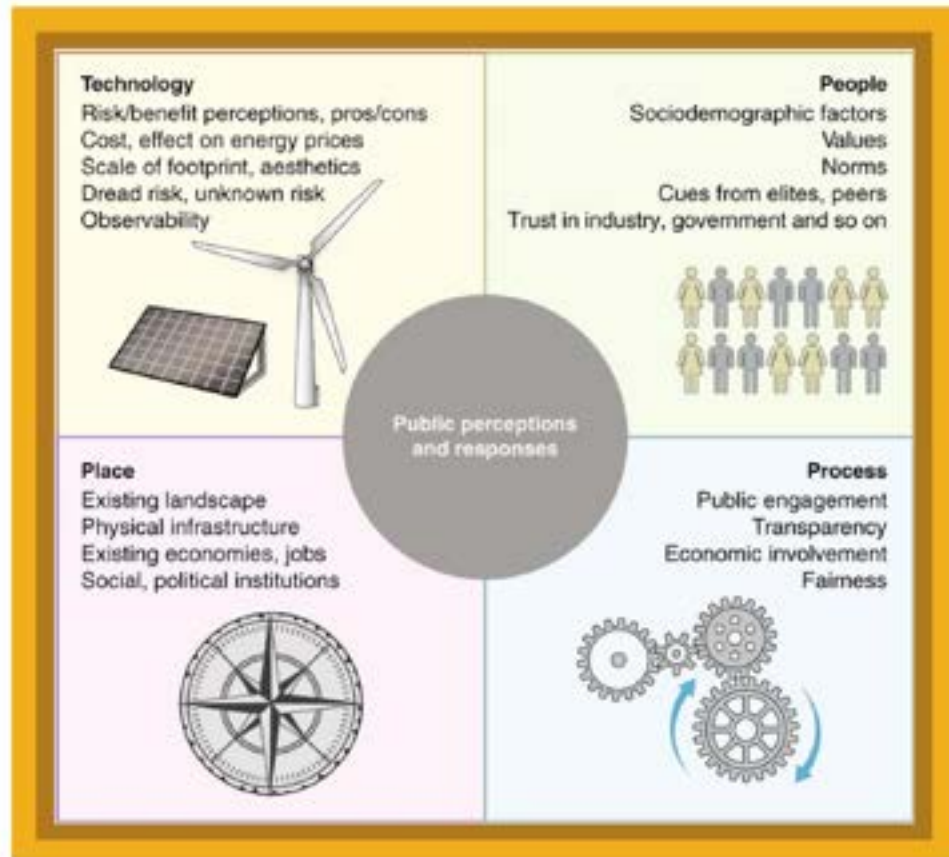 Technology
Risk/benefit perceptions, pros/cons
Cost, effect on energy prices
Scale of footprint, aesthetics
Dread risk, unknown risk
Observability
People
Sociodemographic factors
Values
Norms
Cues from elites, peers
Trust in industry, government and so on
Public perceptions
and responses
Place
Existing landscape
Physical infrastructure
Existing economies, jobs
Social, political institutions
Process
Public engagement
Transparency
Economic involvement
Fairness